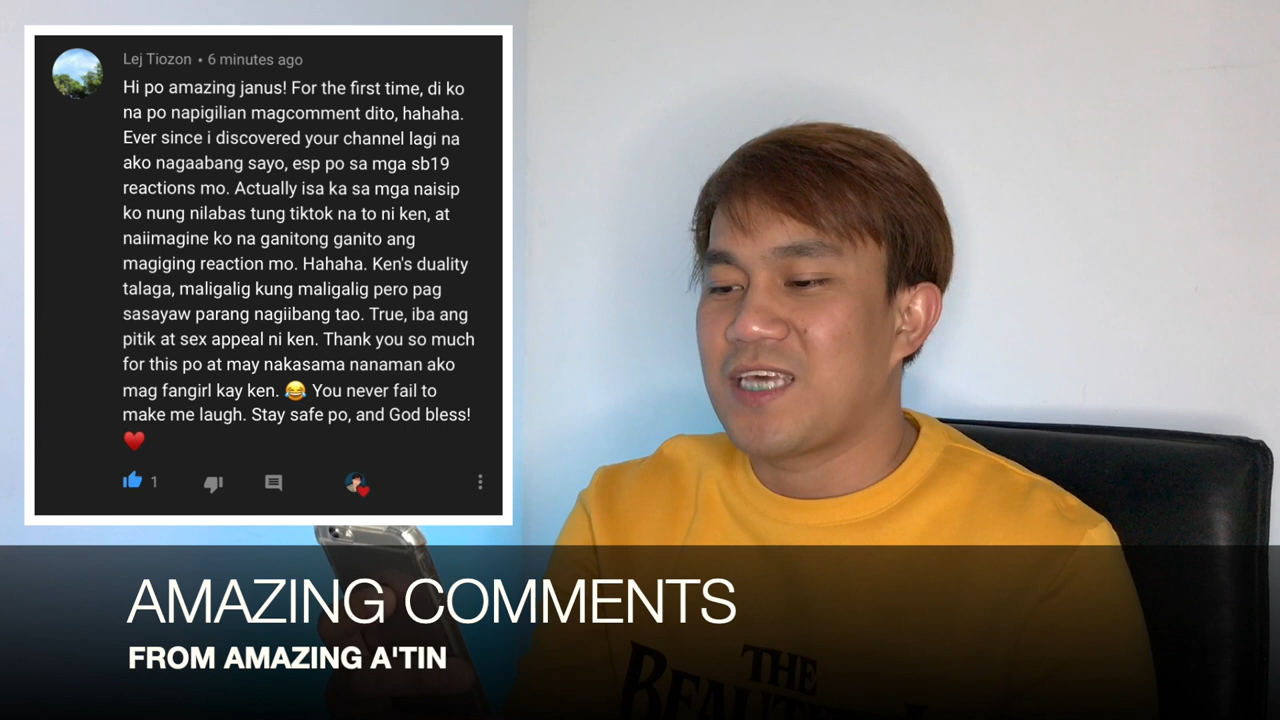 Lej Tiozon • 6 minutes ago
Hi po amazing janus! For the first time, di ko
na po napigilian magcomment dito, hahaha.
Ever since i discovered your channel lagi na
ako nagaabang sayo, esp po sa mga sb19
reactions mo. Actually isa ka sa mga naisip
ko nung nilabas tung tiktok na to ni ken, at
naiimagine ko na ganitong ganito ang
magiging reaction mo. Hahaha. Ken's duality
talaga, maligalig kung maligalig pero pag
sasayaw parang nagiibang tao. True, iba ang
pitik at sex appeal ni ken. Thank you so much
for this po at may nakasama nanaman ako
mag fangirl kay ken. 😂 You never fail to
make me laugh. Stay safe po, and God bless!
♥️
1
AMAZING COMMENTS
FROM AMAZING A'TIN
THE